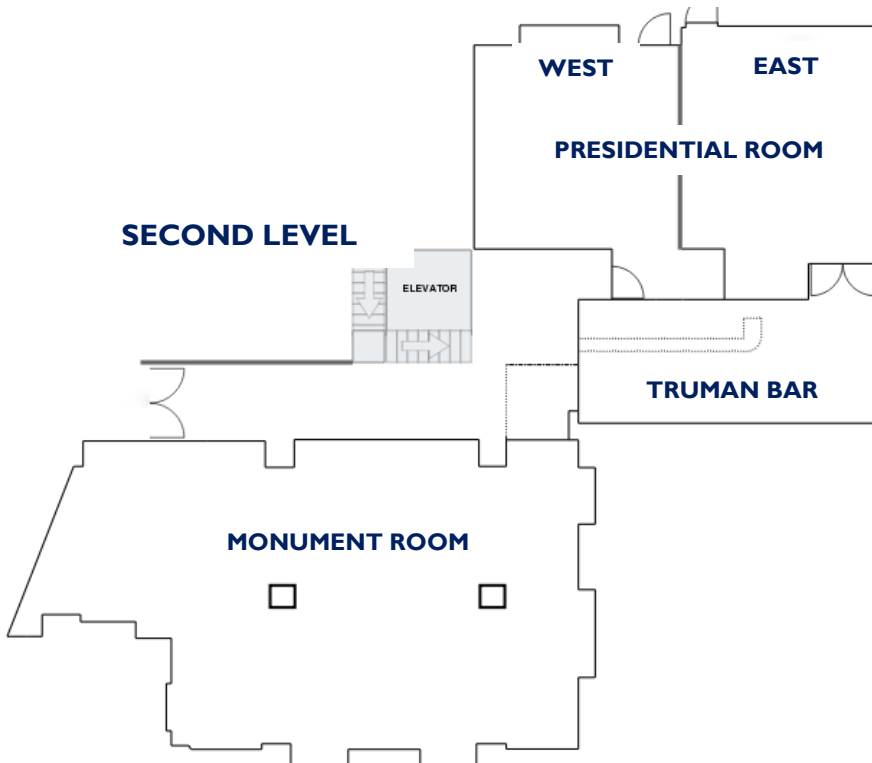 WEST
EAST
PRESIDENTIAL ROOM
SECOND LEVEL
ELEVATOR
TRUMAN BAR
MONUMENT ROOM